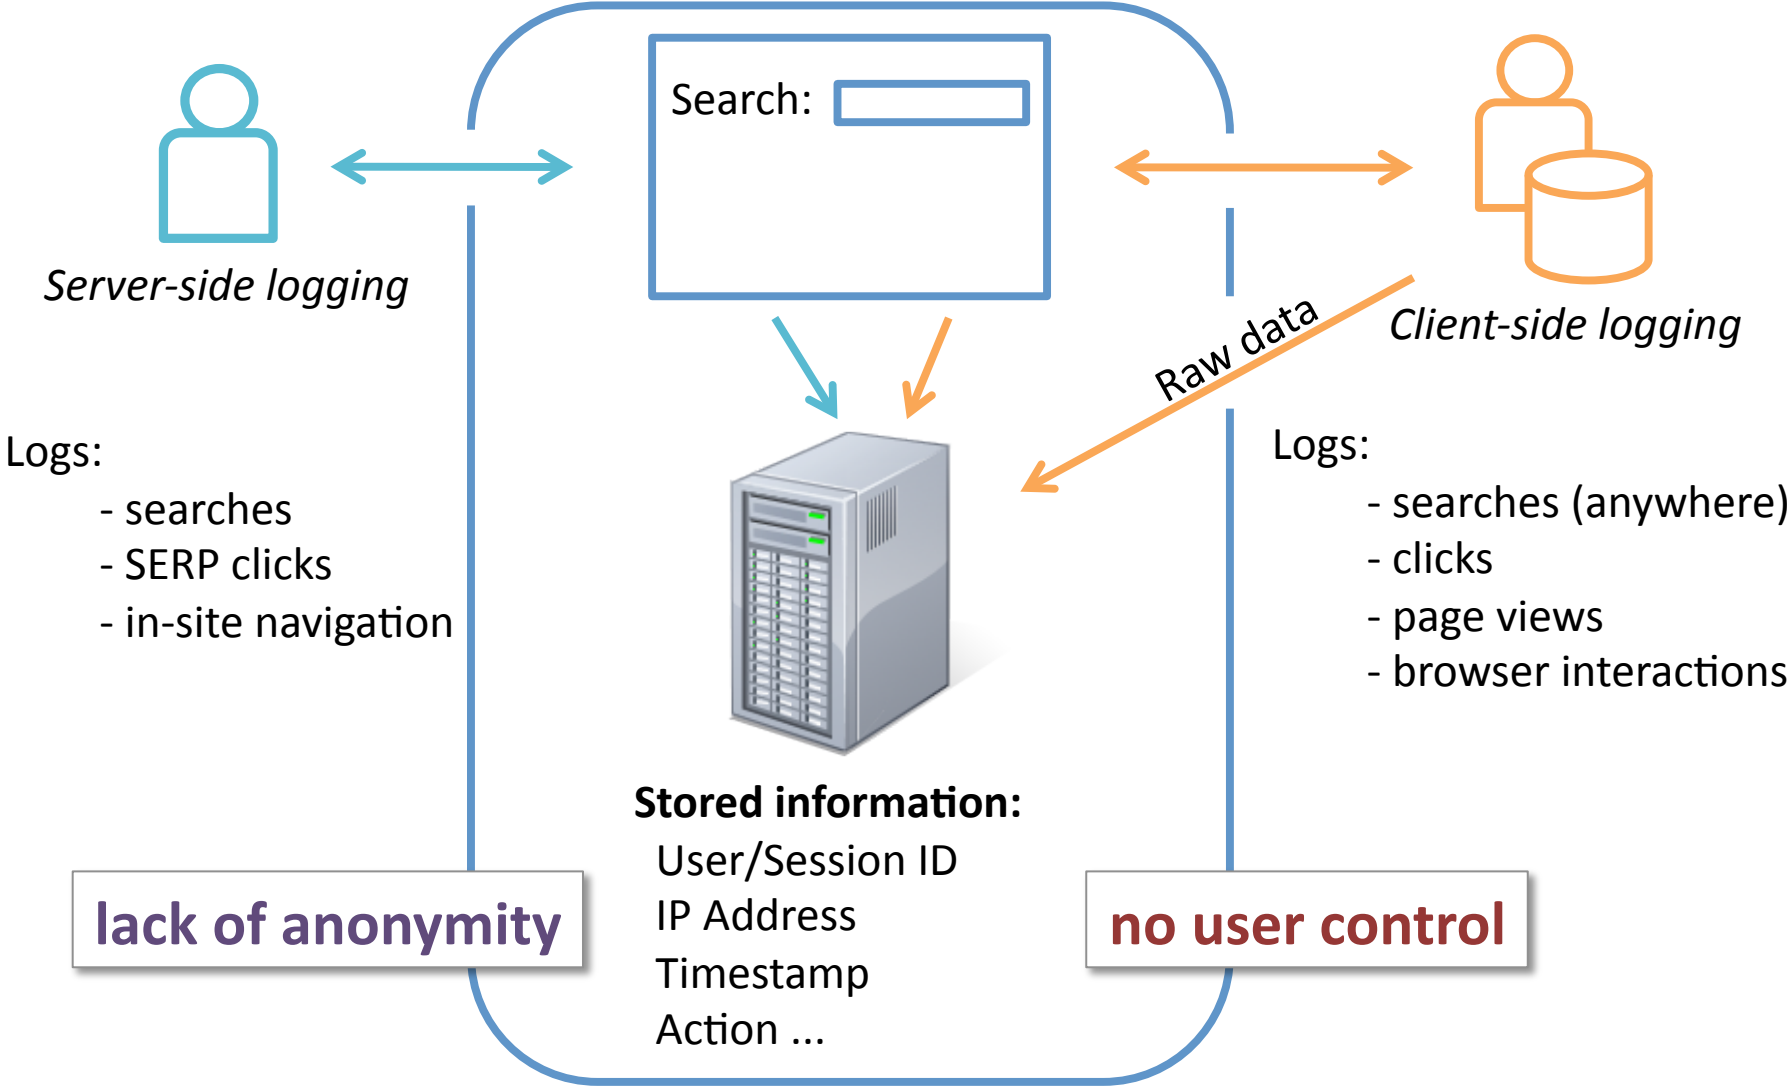 Search:
Server-side logging
Client-side logging
Raw data
Logs:
- searches
- SERP clicks
- in-site navigation
Logs:
- searches (anywhere)
- clicks
- page views
- browser interactions
Stored information:
User/Session ID
IP Address
Timestamp
Action ...
lack of anonymity
no user control